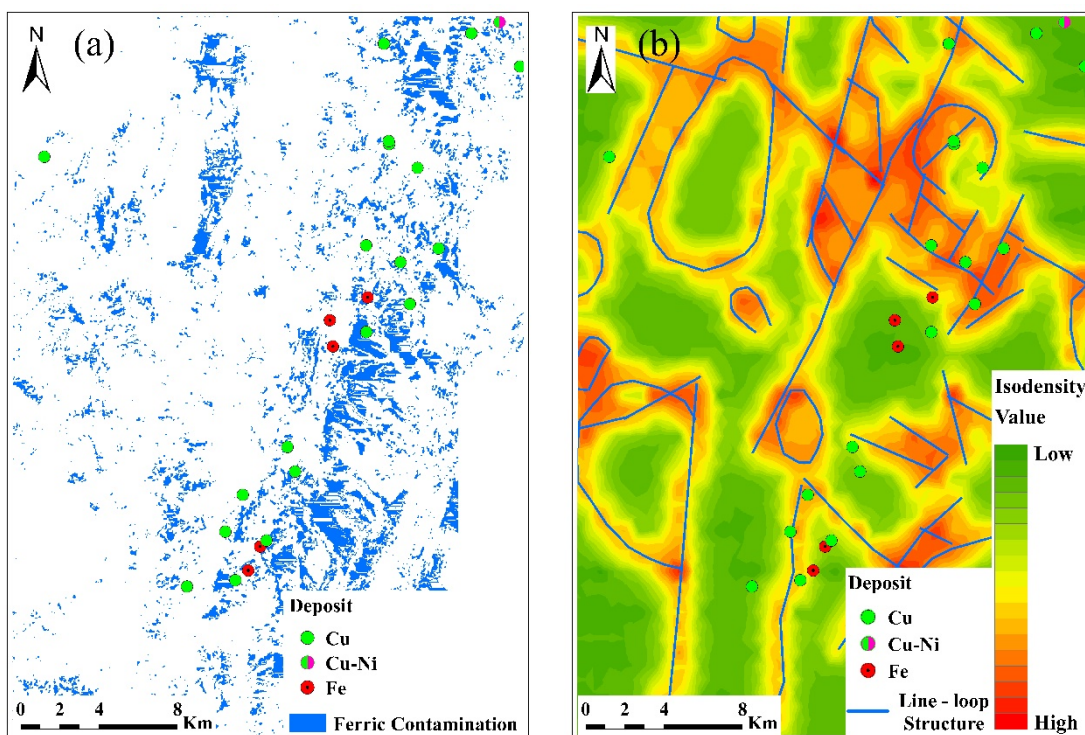 N
(a)
Deposit
Cu
Cu-Ni
Fe
Ferric Contamination
0 2 4 8
Km
N
(b)
Isodensity
Value
Low
High
Deposit
Cu
Cu-Ni
Fe
Line - loop
Structure
0 2 4 8
Km